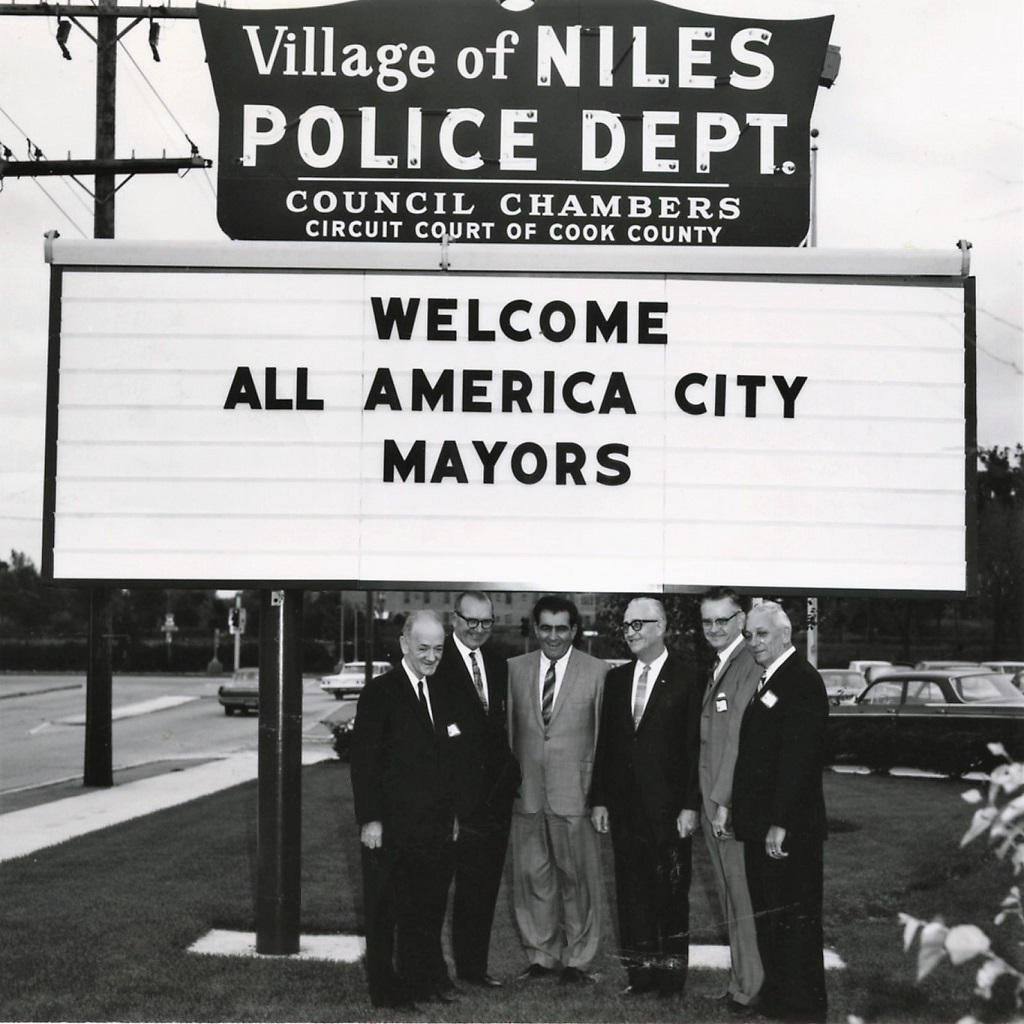 Village of NILES
POLICE DEPT.
COUNCIL CHAMBERS
CIRCUIT COURT OF COOK COUNTY
WELCOME
ALL AMERICA CITY
MAYORS